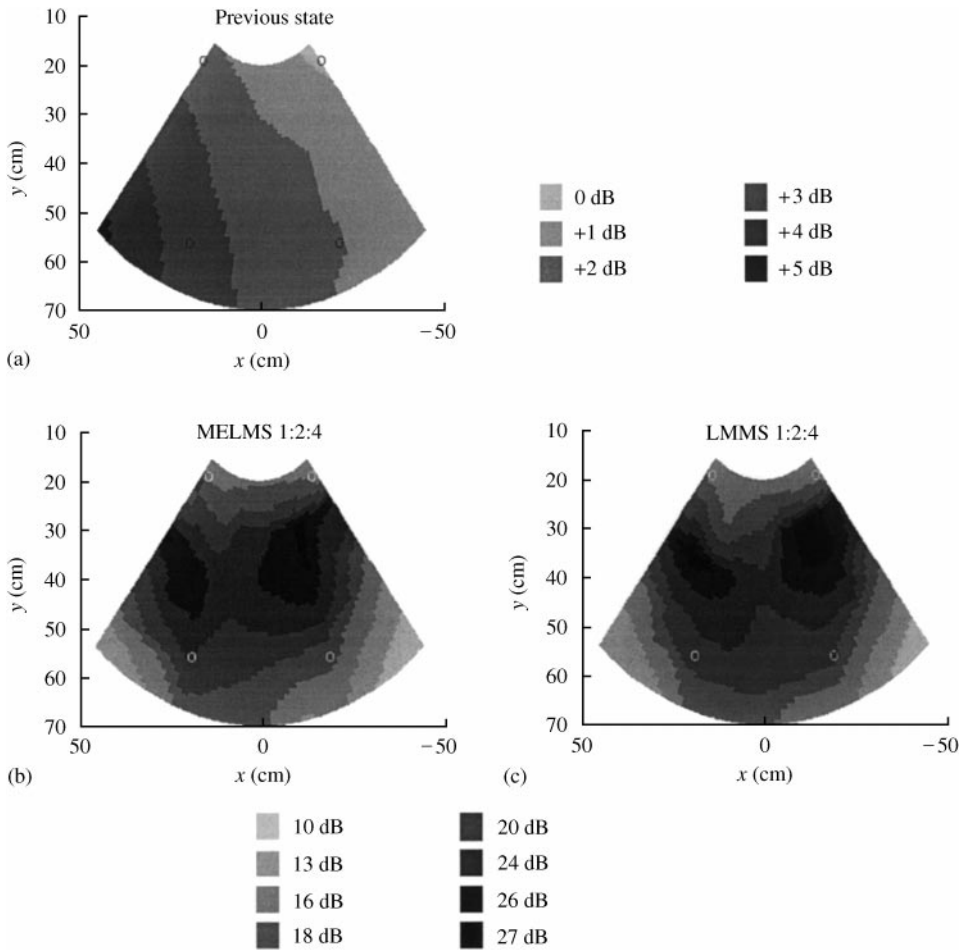 Previous state
10
20
30
40
50
60
70
y (cm)
50 0 −50
x (cm)
(a)
0 dB
+1 dB
+2 dB
+3 dB
+4 dB
+5 dB
MELMS 1:2:4
10
20
30
40
50
60
70
y (cm)
50 0 −50
x (cm)
(b)
LMMS 1:2:4
10
20
30
40
50
60
70
y (cm)
50 0 −50
x (cm)
(c)
10 dB
13 dB
16 dB
18 dB
20 dB
24 dB
26 dB
27 dB